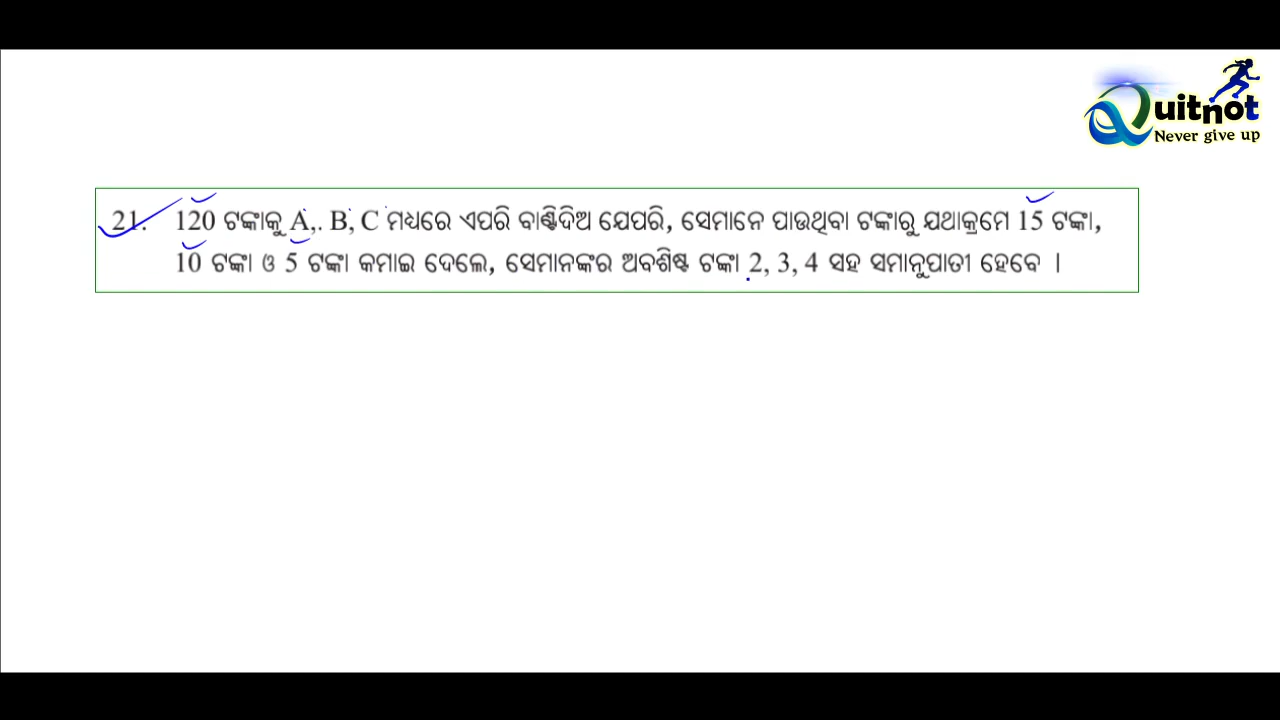 Quitnot
Never give up
21. 120 ଟଙ୍କାକୁ A,. B, C ମଧ୍ୟରେ ଏପରି ବାଣ୍ଟିଦିଅ ଯେପରି, ସେମାନେ ପାଉଥିବା ଟଙ୍କାରୁ ଯଥାକ୍ରମେ 15 ଟଙ୍କା,
10 ଟଙ୍କା ଓ 5 ଟଙ୍କା କମାଇ ଦେଲେ, ସେମାନଙ୍କର ଅବଶିଷ୍ଟ ଟଙ୍କା 2, 3, 4 ସହ ସମାନୁପାତୀ ହେବେ ।